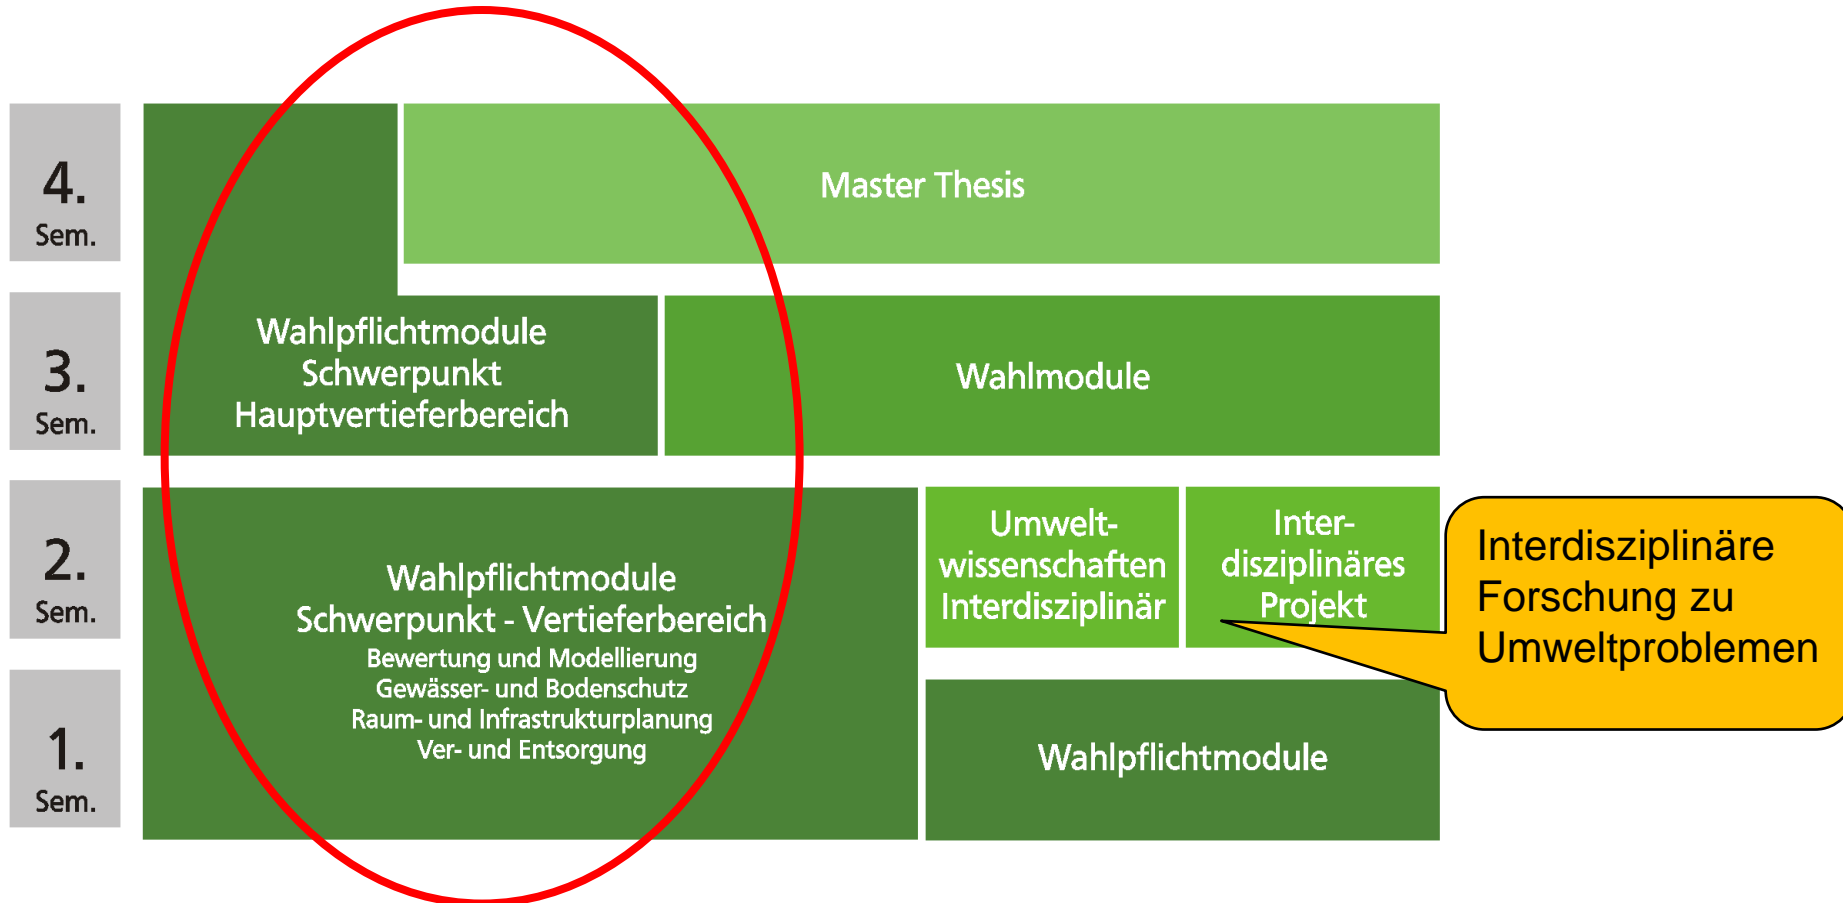 4.
Sem.
Master Thesis
3.
Sem.
Wahlpflichtmodule
Schwerpunkt
Hauptvertieferbereich
Wahlmodule
2.
Sem.
Wahlpflichtmodule
Schwerpunkt - Vertieferbereich
Bewertung und Modellierung
Gewässer- und Bodenschutz
Raum- und Infrastrukturplanung
Ver- und Entsorgung
Umwelt-
wissenschaften
Interdisziplinär
Inter-
disziplinäres
Projekt
Interdisziplinäre
Forschung zu
Umweltproblemen
1.
Sem.
Wahlpflichtmodule